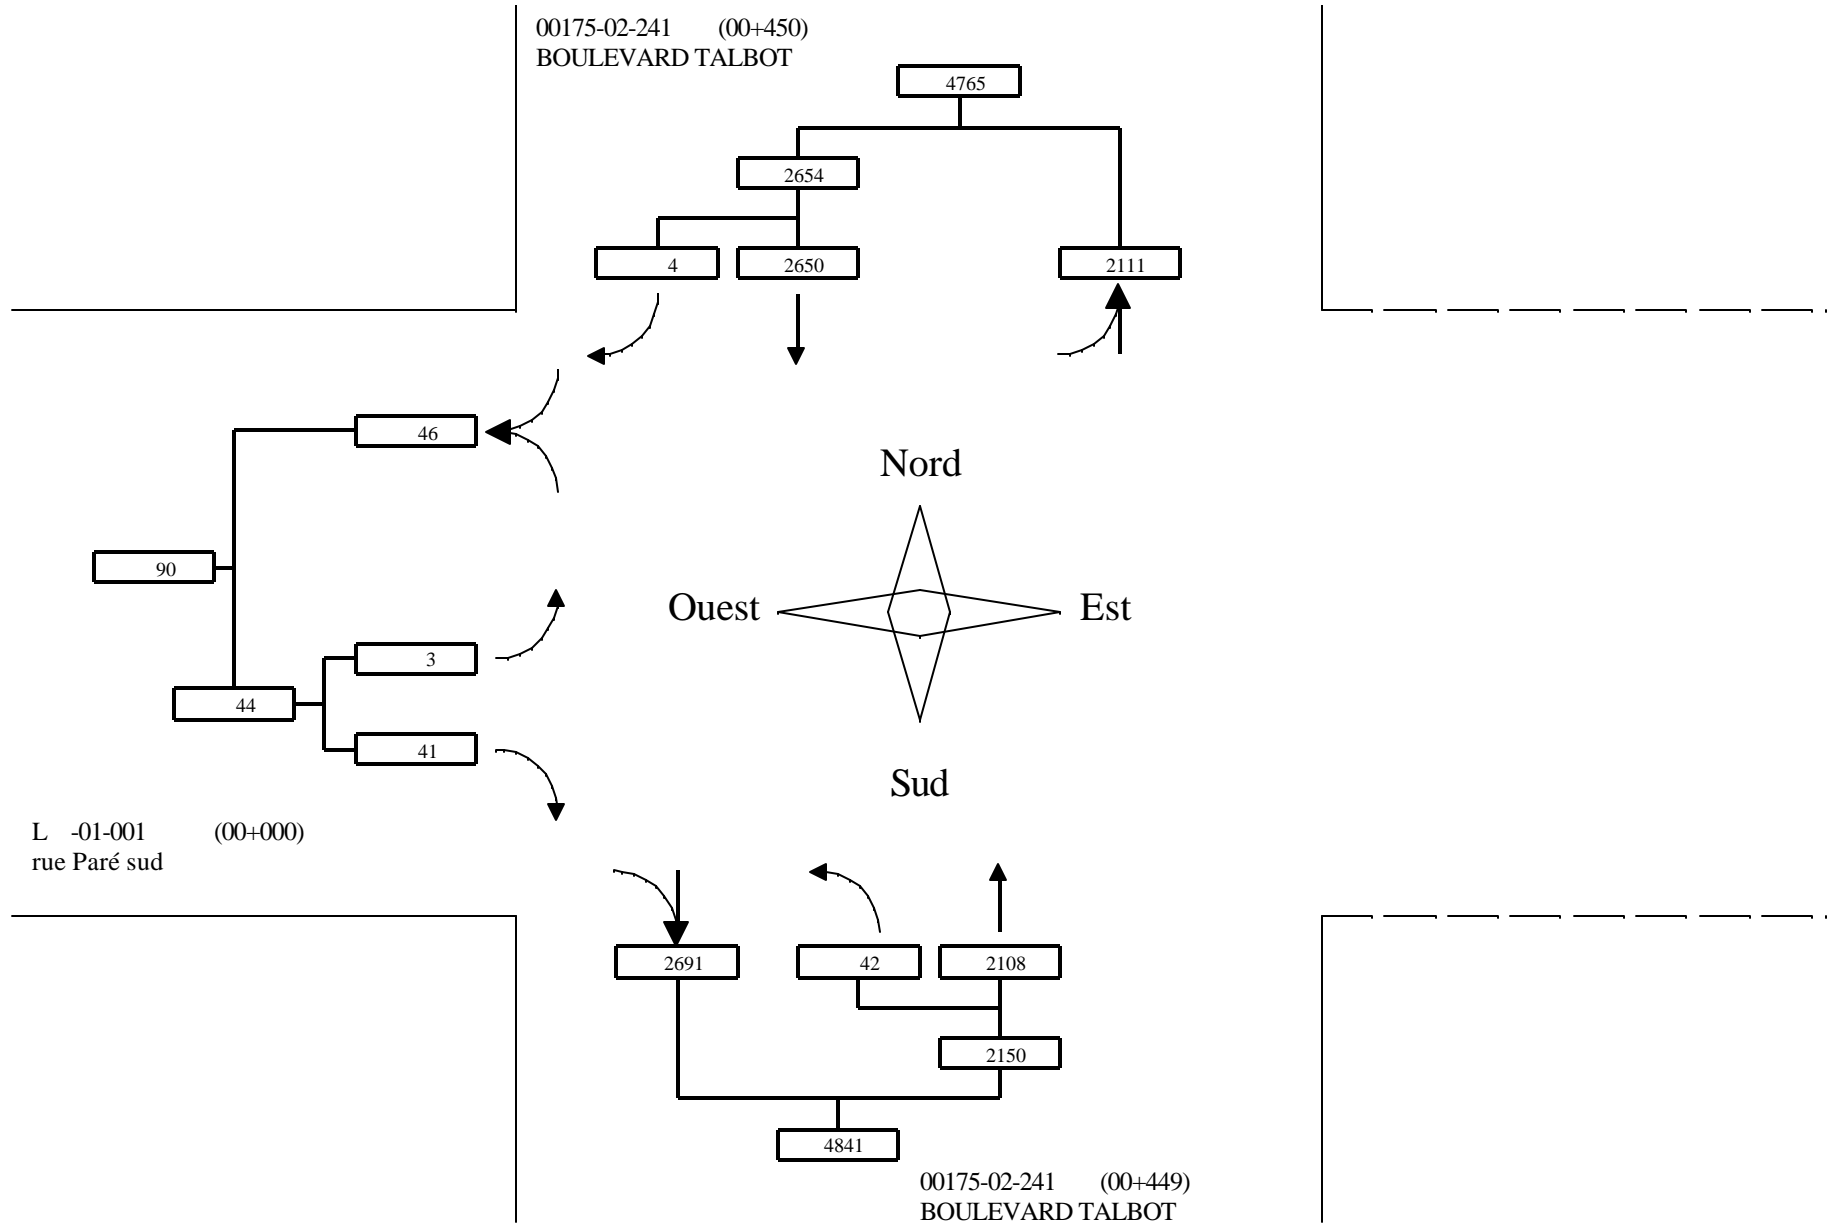 00175-02-241 (00+450)
BOULEVARD TALBOT
4765
2654
4 2650 2111
46
Nord
90
Ouest Est
3
44
41
Sud
L -01-001 (00+000)
rue Paré sud
2691 42 2108
2150
4841
00175-02-241 (00+449)
BOULEVARD TALBOT